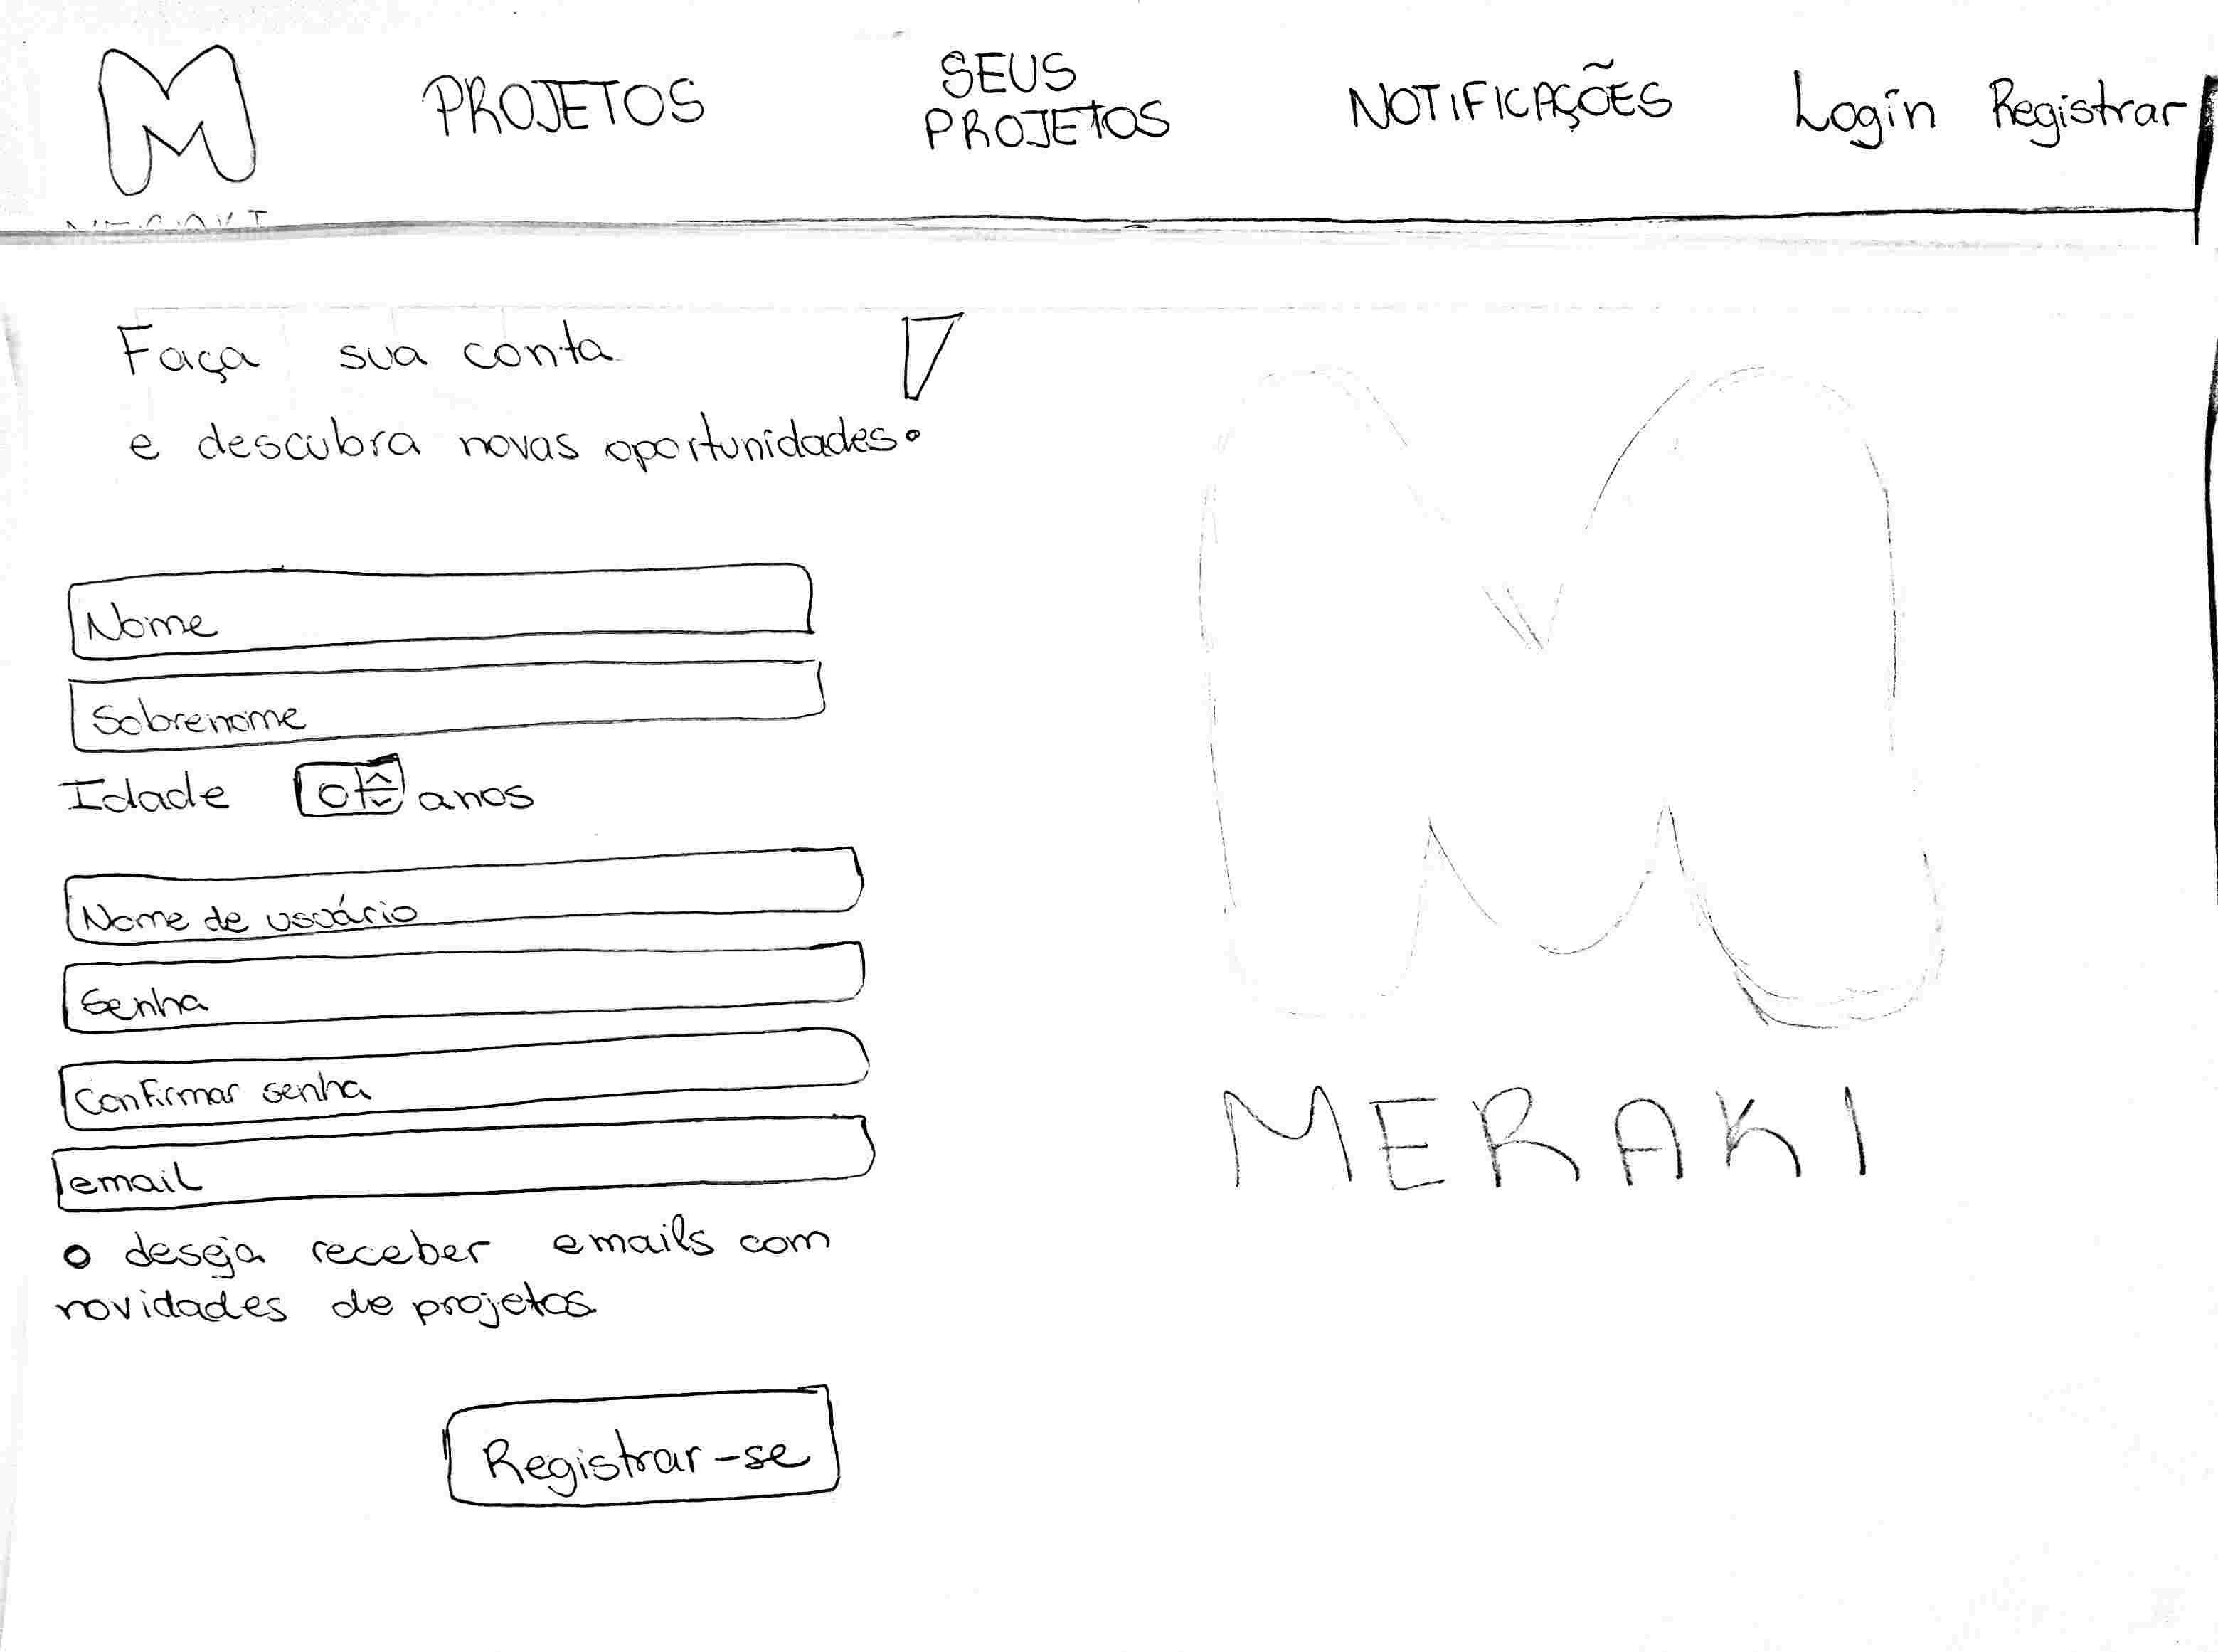 M
PROJETOS
SEUS
PROJETOS
NOTIFICAÇÕES
Login Registrar
Faça sua conta
e descubra novas oportunidades.
Nome
Sobrenome
Idade 0 anos
Nome de usuário
Senha
Confirmar senha
email
deseja receber emails com
novidades de projetos
Registrar-se
M
MERAKI